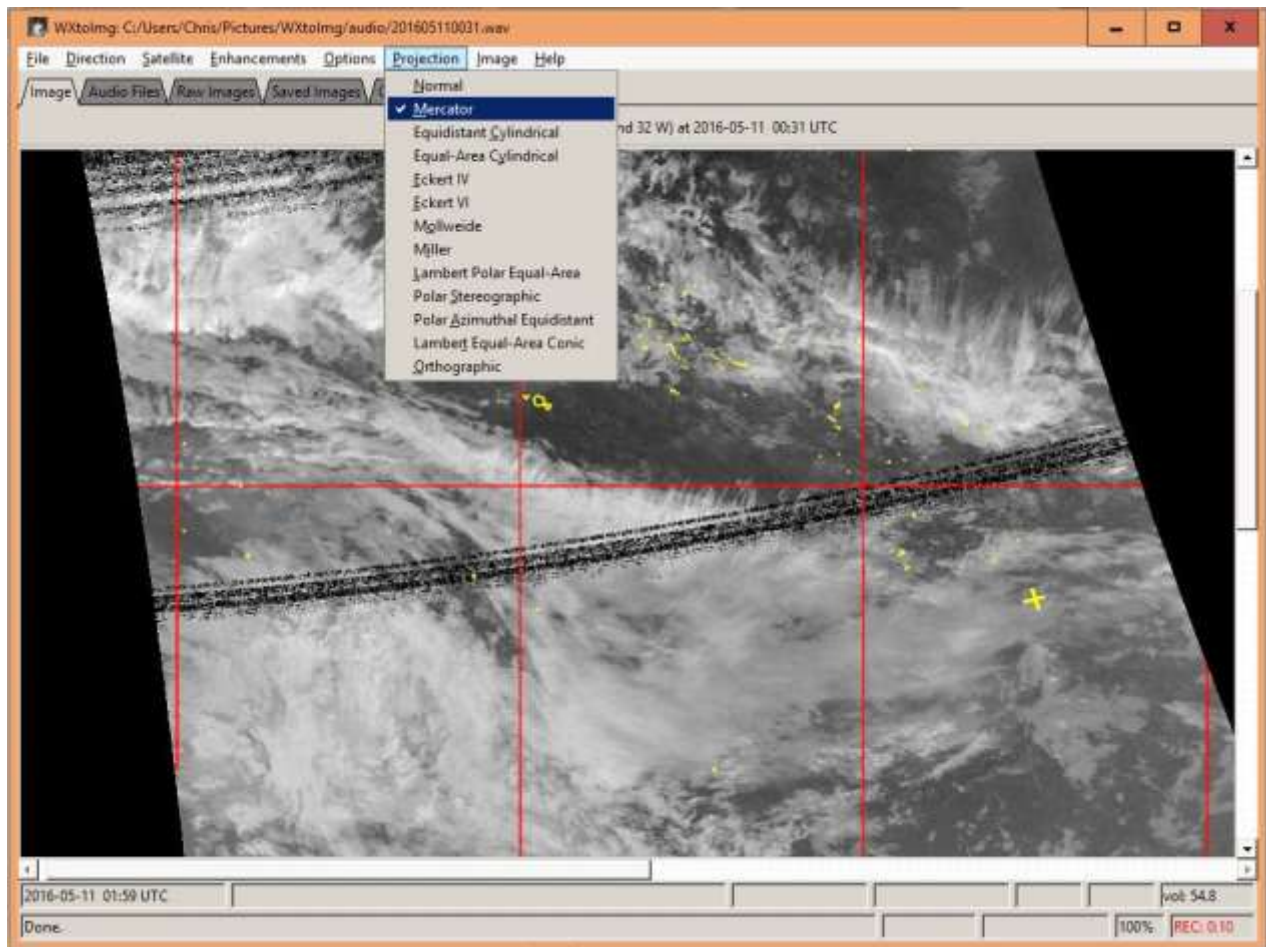 WXtoImg: C:/Users/Chris/Pictures/WXtoImg/audio/201605110031.wav
File Direction Satellite Enhancements Options Projection Image Help
Image Audio Files Raw Images Saved Images
Normal
Mercator
nd 32 W) at 2016-05-11 00:31 UTC
Equidistant Cylindrical
Equal-Area Cylindrical
Eckert IV
Eckert VI
Mollweide
Miller
Lambert Polar Equal-Area
Polar Stereographic
Polar Azimuthal Equidistant
Lambert Equal-Area Conic
Orthographic
2016-05-11 01:59 UTC vol: 54.8
Done. 100% REC: 0:10